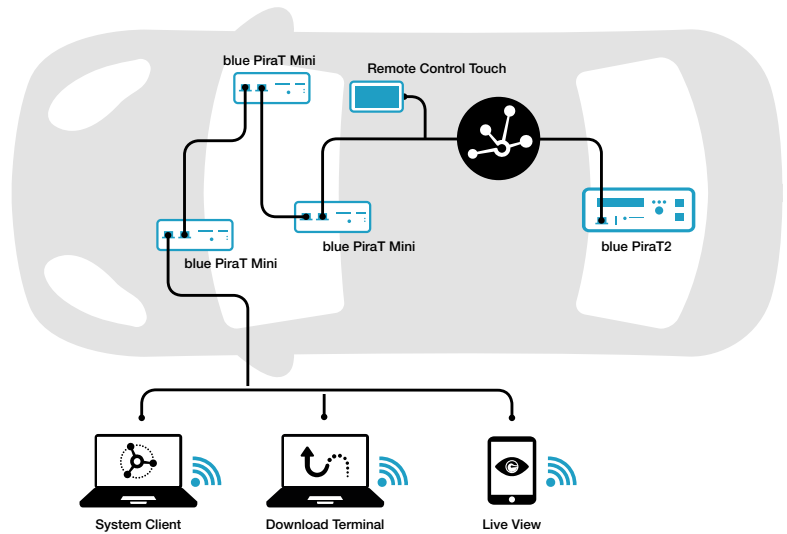 blue PiraT Mini
Remote Control Touch
blue PiraT Mini
blue PiraT2
blue PiraT Mini
System Client
Download Terminal
Live View